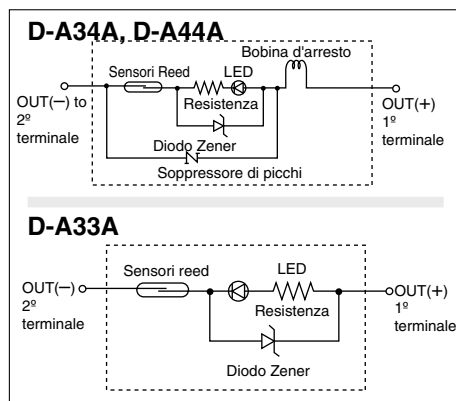 D-A34A, D-A44A
Bobina d'arresto
LED
Sensori Reed
OUT(−) to
2º
terminale
Resistenza
OUT(+)
1º
terminale
Diodo Zener
Soppressore di picchi
D-A33A
Sensori reed
LED
OUT(−)
2º
terminale
Resistenza
OUT(+)
1º
terminale
Diodo Zener